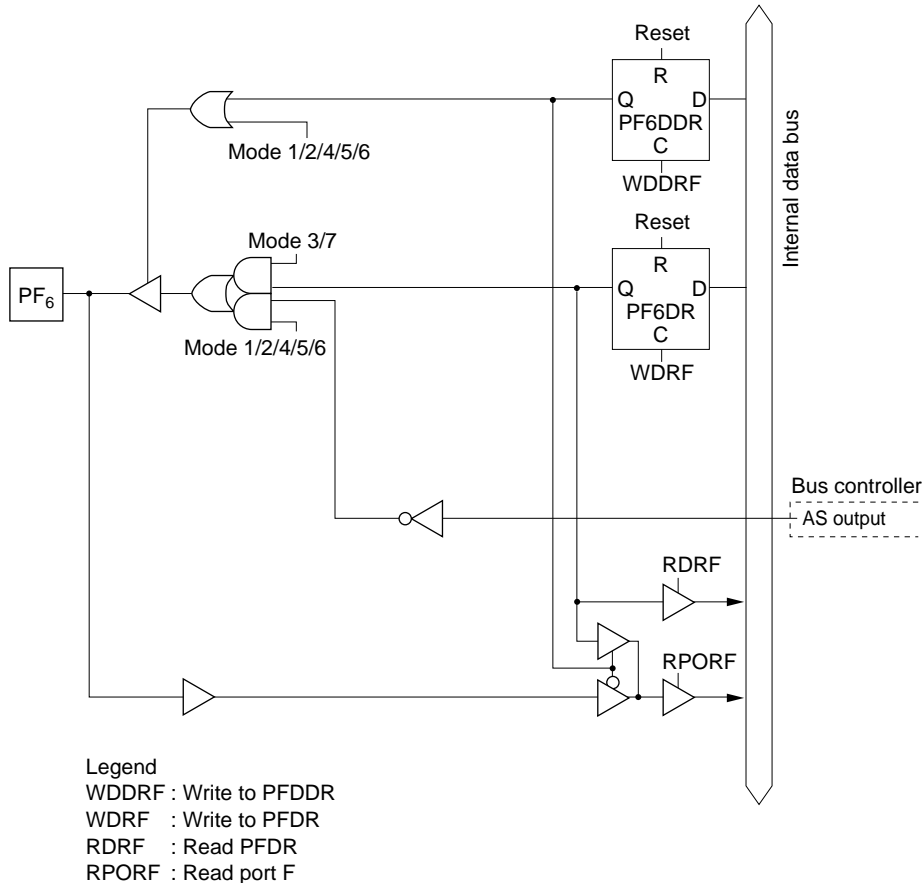 Reset
R
Q D
PF6DDR
C
WDDRF
Mode 1/2/4/5/6
Internal data bus
Reset
Mode 3/7
R
Q D
PF6DR
C
WDRF
PF6
Mode 1/2/4/5/6
Bus controller
AS output
RDRF
RPORF
Legend
WDDRF : Write to PFDDR
WDRF : Write to PFDR
RDRF : Read PFDR
RPORF : Read port F